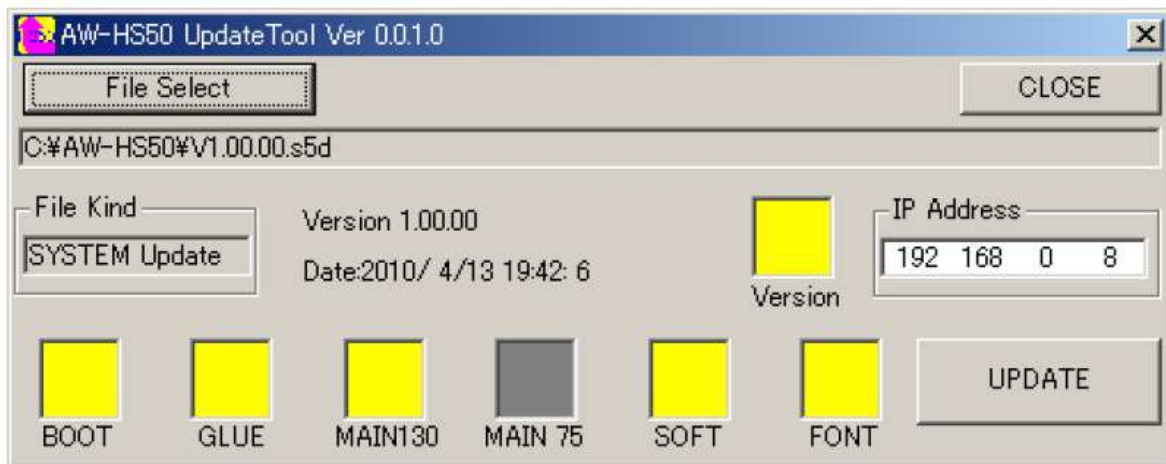 AW-HS50 UpdateTool Ver 0.0.1.0
File Select
CLOSE
C:¥AW-HS50¥V1.00.00.s5d
File Kind
SYSTEM Update
Version 1.00.00
Date:2010/ 4/13 19:42: 6
Version
IP Address
192 168 0 8
BOOT
GLUE
MAIN130
MAIN 75
SOFT
FONT
UPDATE